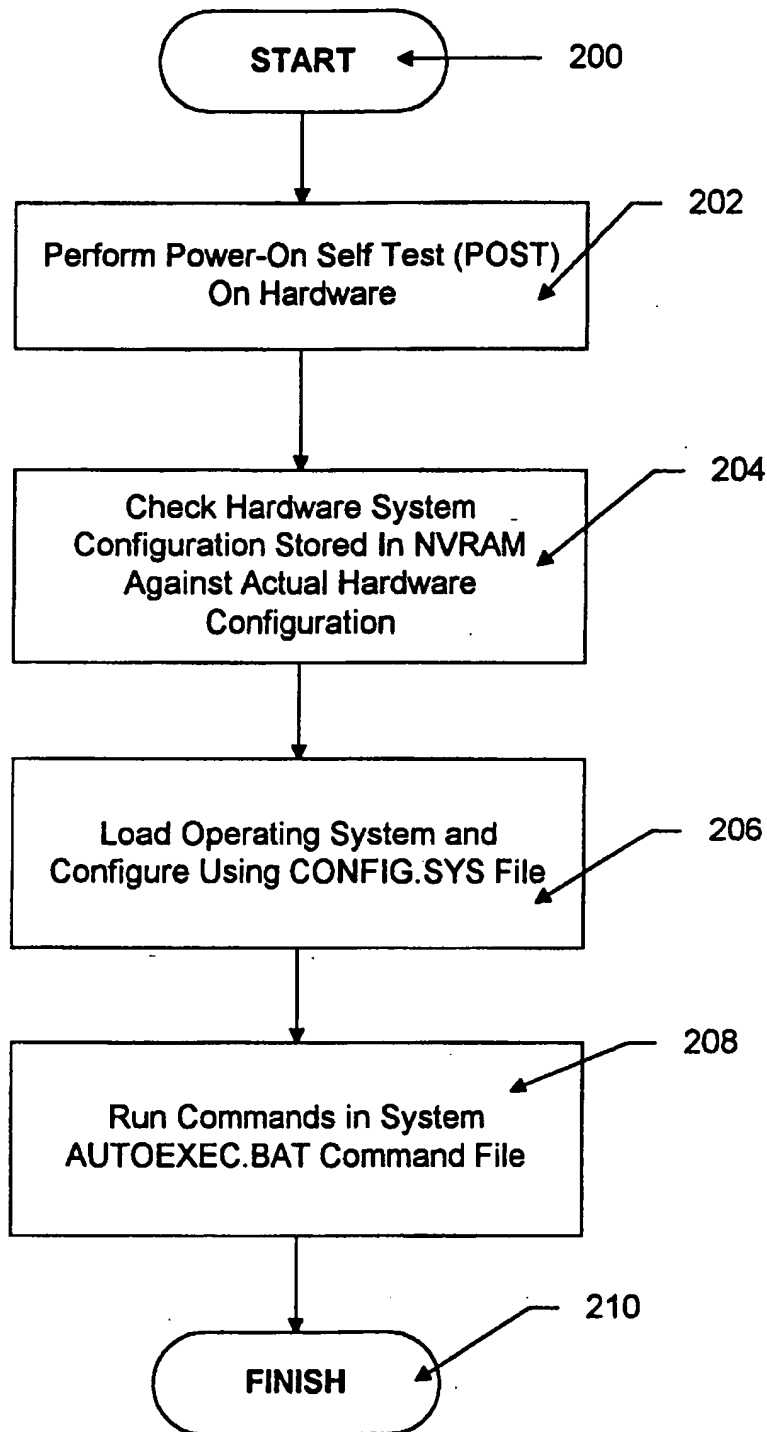 START
200
202
Perform Power-On Self Test (POST)
On Hardware
204
Check Hardware System
Configuration Stored In NVRAM
Against Actual Hardware
Configuration
206
Load Operating System and
Configure Using CONFIG.SYS File
208
Run Commands in System
AUTOEXEC.BAT Command File
210
FINISH